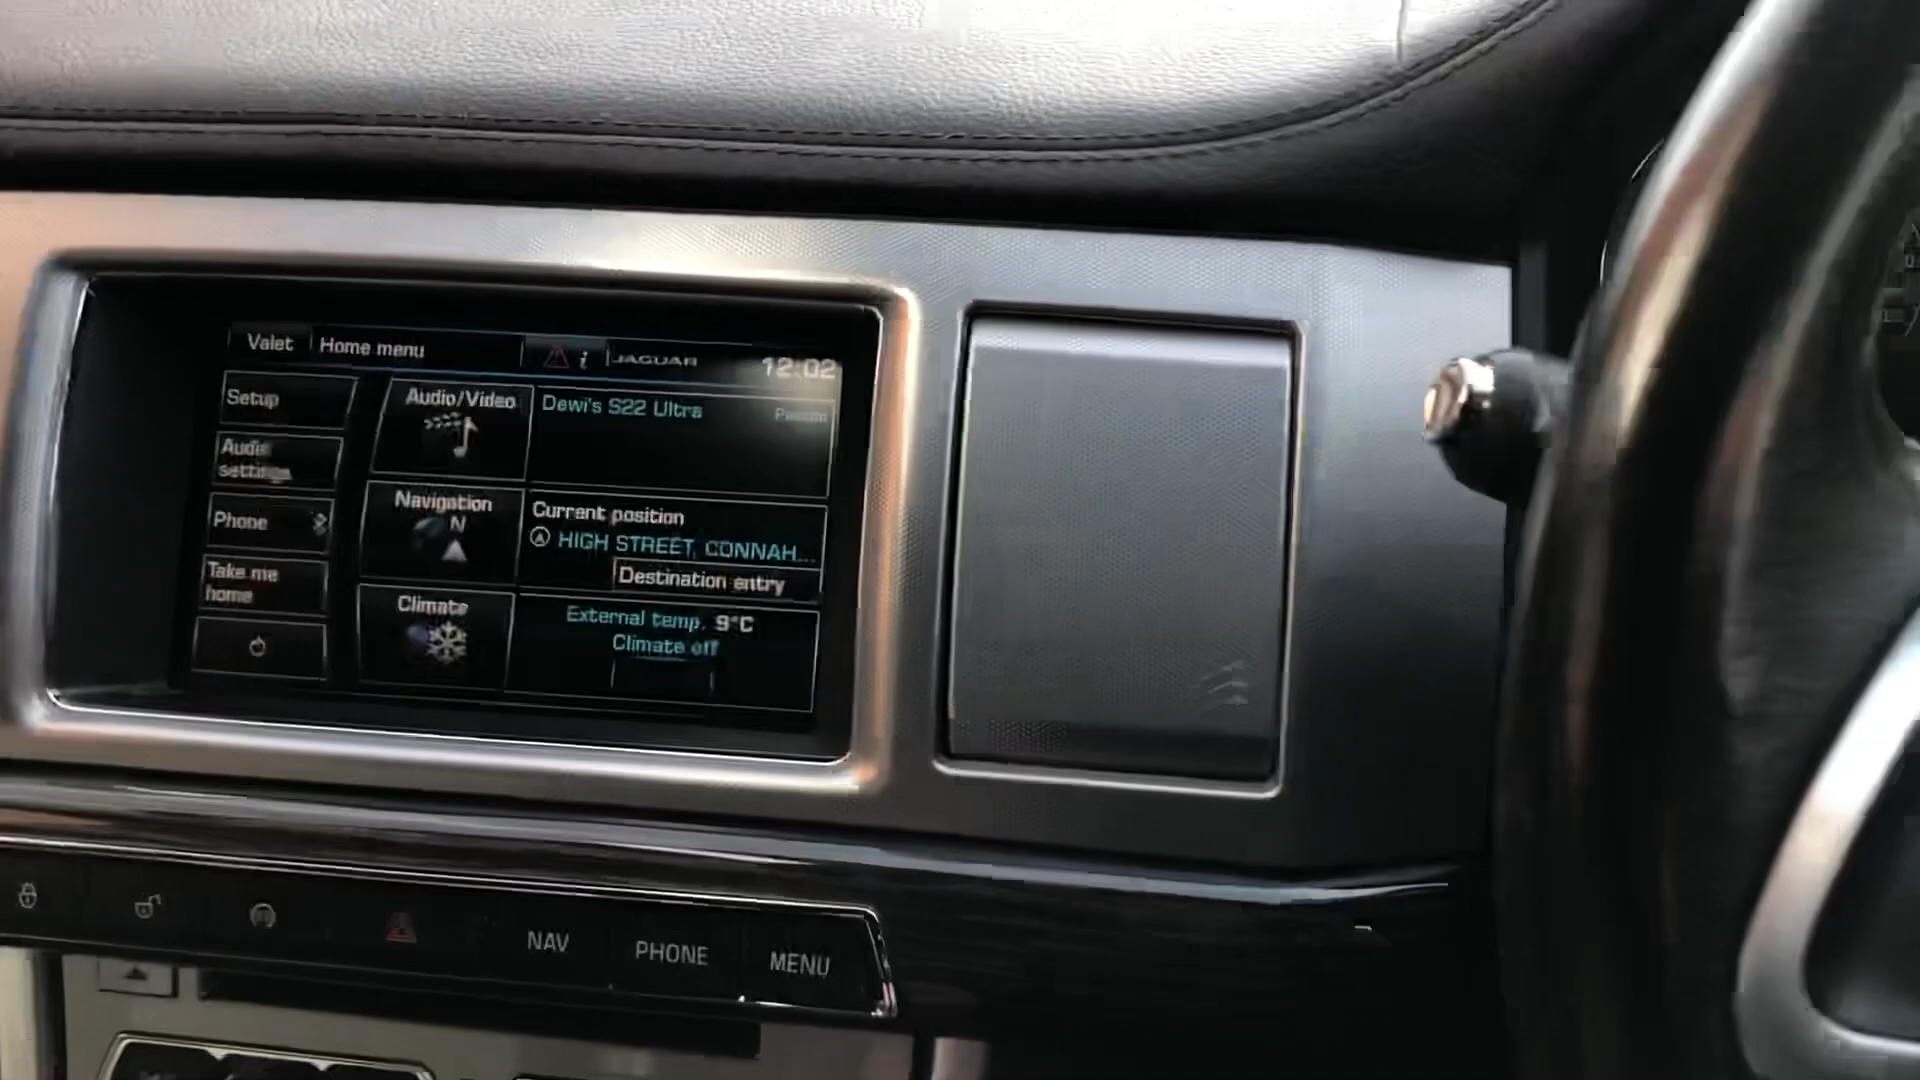 Valet
Home menu
i
JAGUAR
12:02
Setup
Audio/Video
Dewi's S22 Ultra
Audio
settings
Phone
Navigation
N
Current position
HIGH STREET, CONNAH...
Destination entry
Take me
home
Climate
External temp. 9°C
Climate off
NAV
PHONE
MENU